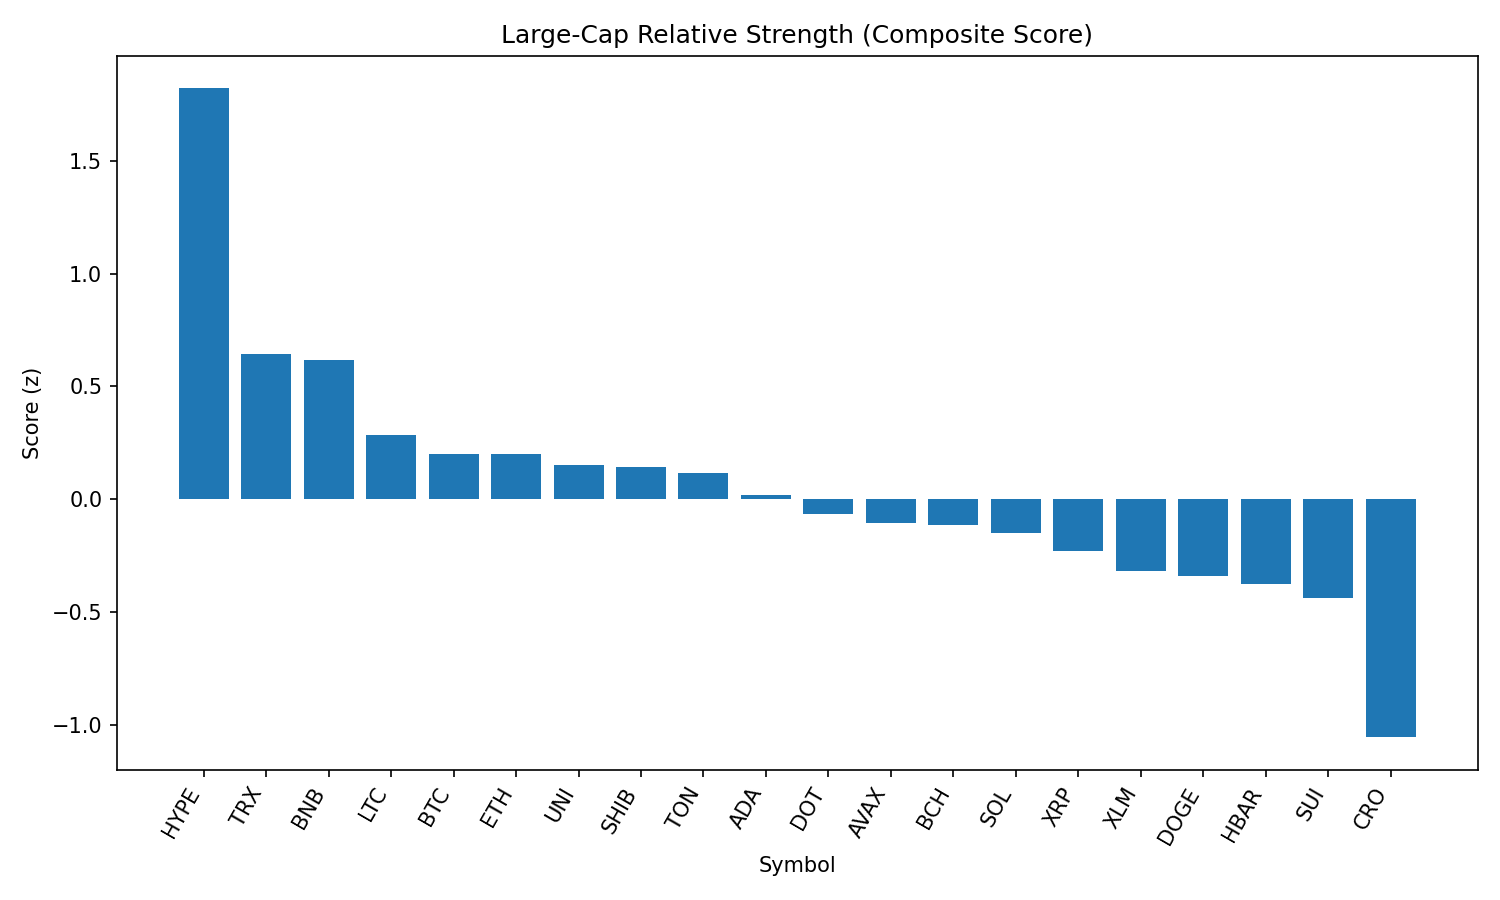 Large-Cap Relative Strength (Composite Score)
Score (z)
1.5
1.0
0.5
0.0
−0.5
−1.0
HYPE
TRX
BNB
LTC
BTC
ETH
UNI
SHIB
TON
ADA
DOT
AVAX
BCH
SOL
XRP
XLM
DOGE
HBAR
SUI
CRO
Symbol